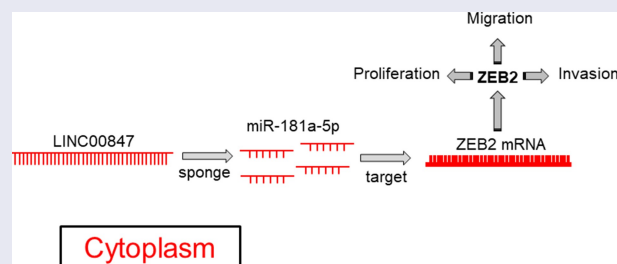 Migration
Proliferation ZEB2 Invasion
LINC00847
miR-181a-5p
ZEB2 mRNA
sponge
target
Cytoplasm